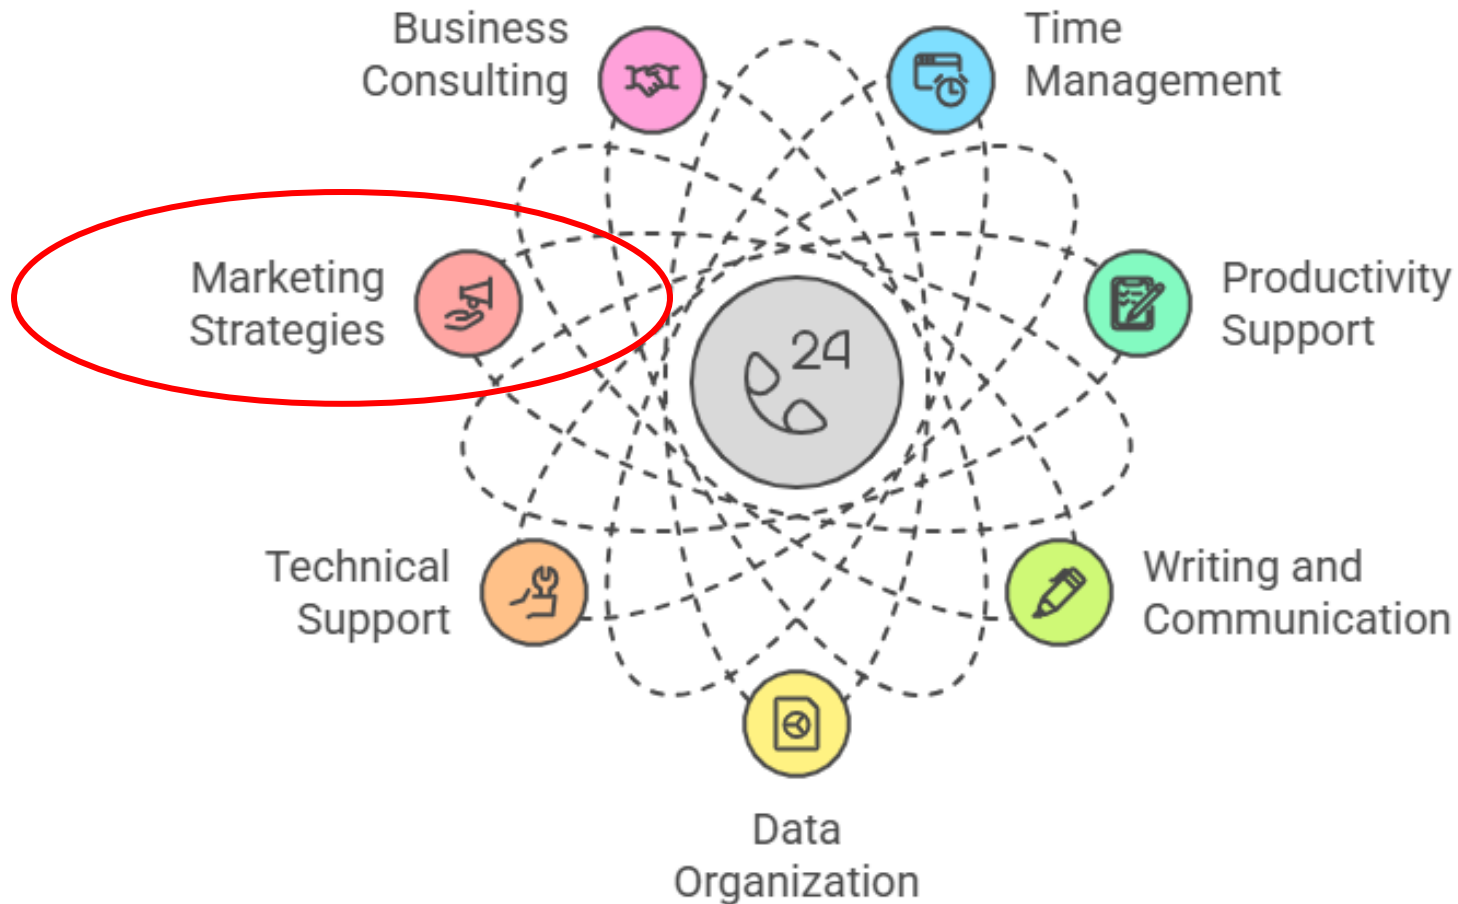 Business
Consulting
Time
Management
Marketing
Strategies
24
Productivity
Support
Technical
Support
Writing and
Communication
Data
Organization